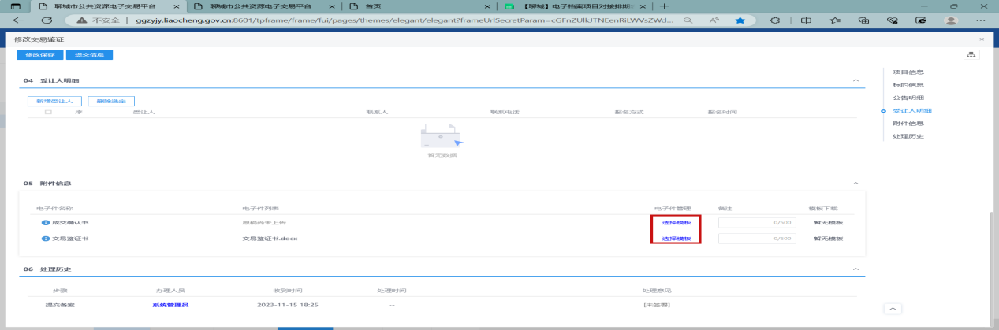 聊城市公共资源电子交易平台 × 聊城市公共资源电子交易平台 × 首页 × 【聊城】电子档案项目对接排期 × +
不安全 | ggzyjy.liaocheng.gov.cn:8601/tpframe/frame/fui/pages/themes/elegant/elegant?frameUrlSecretParam=cGFnZUlkJTNEenRiLWVsZWd...
修改交易鉴证 ×
修改保存 提交信息
04 受让人明细
新增受让人 删除选定
序 受让人 联系人 联系电话 报名方式 报名时间
暂无数据
05 附件信息
电子件名称 电子件列表 电子件管理 备注 模板下载
成交确认书 原稿尚未上传 选择模板 0/500 暂无模板
交易鉴证书 交易鉴证书.docx 选择模板 0/500 暂无模板
06 处理历史
步骤 办理人员 收到时间 处理时间 处理意见
提交备案 系统管理员 2023-11-15 18:25 -- [未签署]
项目信息
标的信息
公告明细
受让人明细
附件信息
处理历史